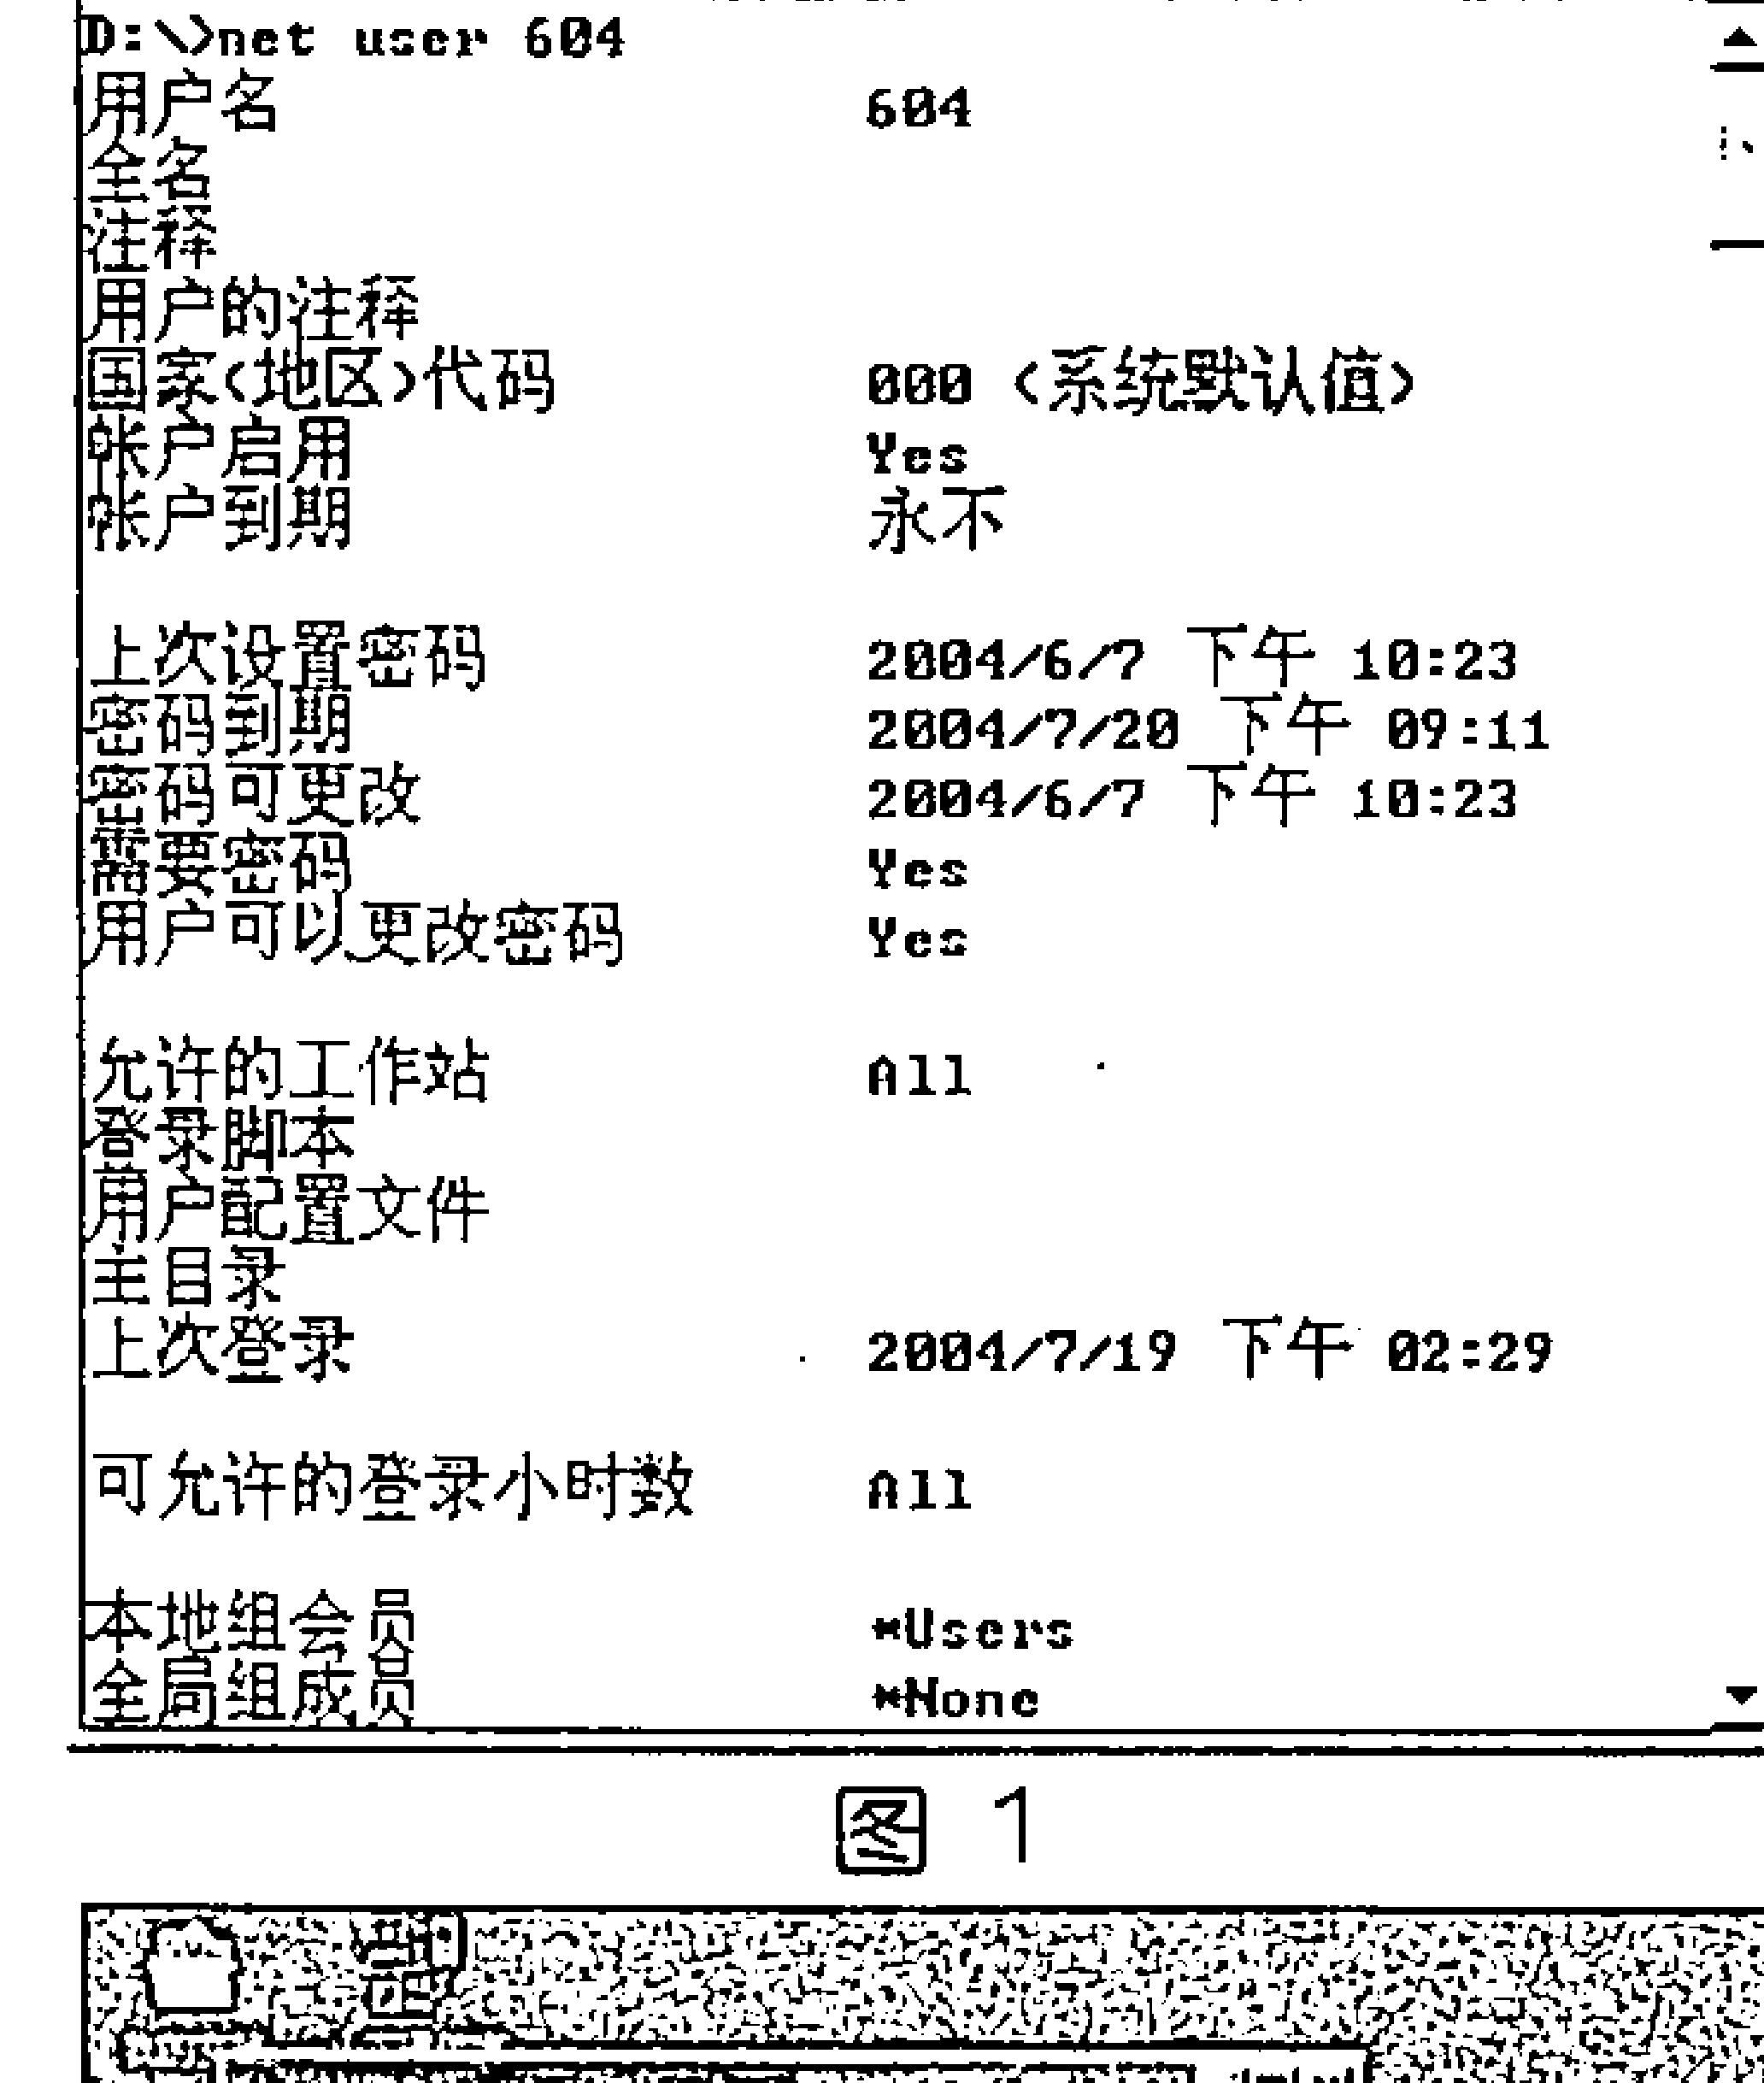 D:\>net user 604
用户名 604
全名
注释
用户的注释
国家(地区)代码 000 (系统默认值)
帐户启用 Yes
帐户到期 永不
上次设置密码 2004/6/7 下午 10:23
密码到期 2004/7/20 下午 09:11
密码可更改 2004/6/7 下午 10:23
需要密码 Yes
用户可以更改密码 Yes
允许的工作站 All
登录脚本
用户配置文件
主目录
上次登录 2004/7/19 下午 02:29
可允许的登录小时数 All
本地组会员 *Users
全局组成员 *None
图 1